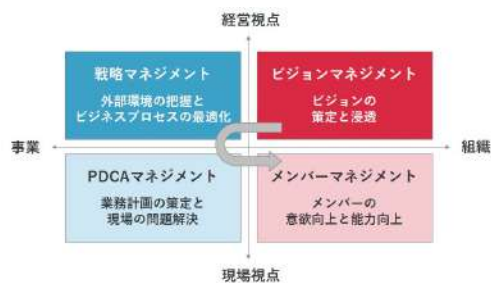 経営視点
戦略マネジメント
外部環境の把握と
ビジネスプロセスの最適化
ビジョンマネジメント
ビジョンの
策定と浸透
事業
組織
PDCAマネジメント
業務計画の策定と
現場の問題解決
メンバーマネジメント
メンバーの
意欲向上と能力向上
現場視点